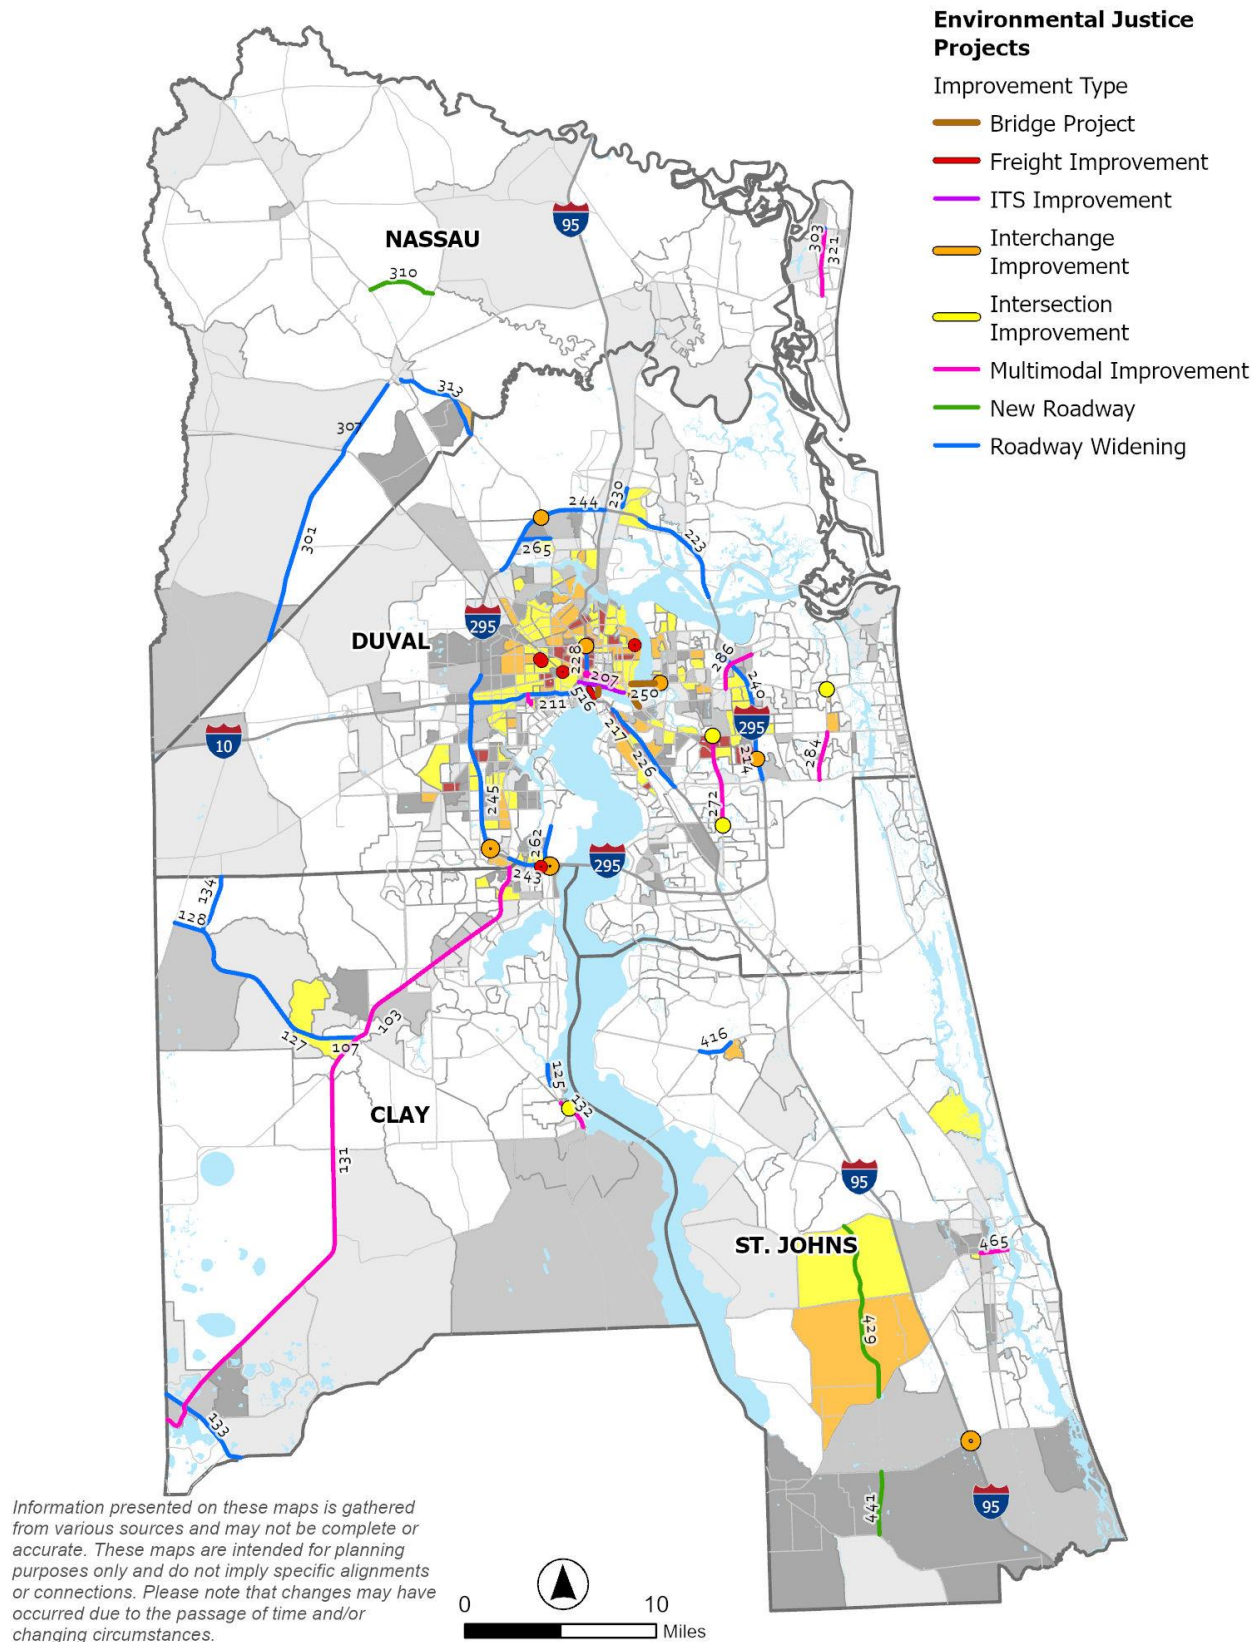 Environmental Justice
Projects
Improvement Type
Bridge Project
Freight Improvement
ITS Improvement
Interchange
Improvement
Intersection
Improvement
Multimodal Improvement
New Roadway
Roadway Widening
95
NASSAU
303
321
310
313
307
301
244
230
223
265
295
DUVAL
228
286
207
240
250
516
211
10
217
226
295
214
284
245
272
262
295
243
134
128
103
127
107
416
125
132
CLAY
131
95
ST. JOHNS
465
429
133
441
95
Information presented on these maps is gathered
from various sources and may not be complete or
accurate. These maps are intended for planning
purposes only and do not imply specific alignments
or connections. Please note that changes may have
occurred due to the passage of time and/or
changing circumstances.
0
10
Miles